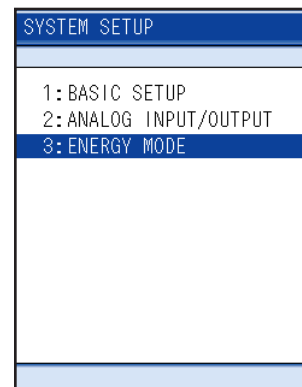 SYSTEM SETUP
1:BASIC SETUP
2:ANALOG INPUT/OUTPUT
3:ENERGY MODE